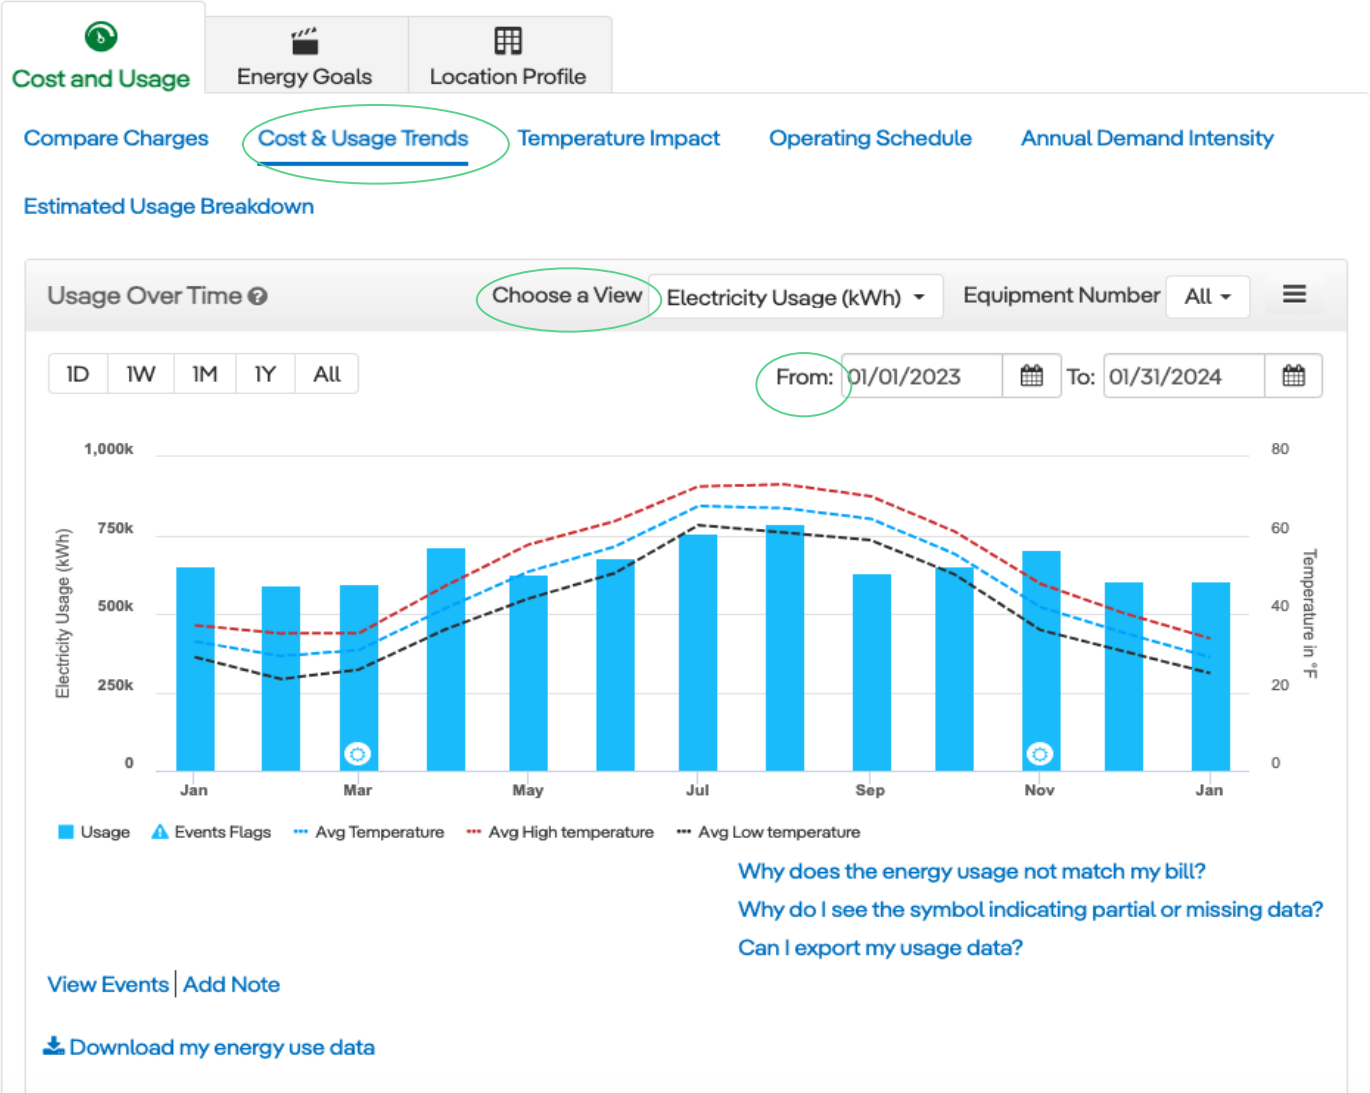 Cost and Usage
Energy Goals
Location Profile
Compare Charges
Cost & Usage Trends
Temperature Impact
Operating Schedule
Annual Demand Intensity
Estimated Usage Breakdown
Usage Over Time
Choose a View
Electricity Usage (kWh)
Equipment Number
All
1D
1W
1M
1Y
All
From:
01/01/2023
To:
01/31/2024
1,000k
750k
500k
250k
0
Electricity Usage (kWh)
80
60
40
20
0
Temperature in °F
Jan
Mar
May
Jul
Sep
Nov
Jan
Usage
Events Flags
Avg Temperature
Avg High temperature
Avg Low temperature
Why does the energy usage not match my bill?
Why do I see the symbol indicating partial or missing data?
Can I export my usage data?
View Events | Add Note
Download my energy use data